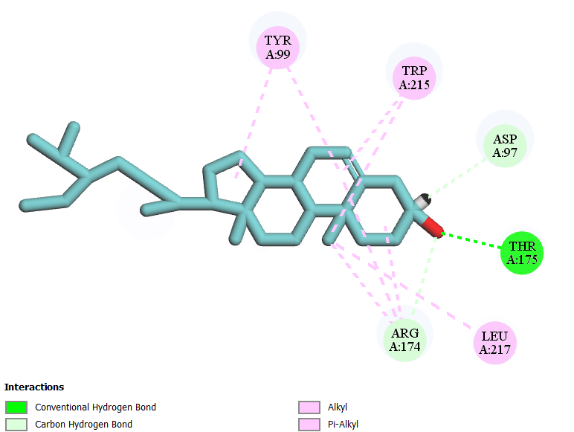 TYR
A:99
TRP
A:215
ASP
A:97
THR
A:175
ARG
A:174
LEU
A:217
Interactions
Conventional Hydrogen Bond
Carbon Hydrogen Bond
Alkyl
Pi-Alkyl